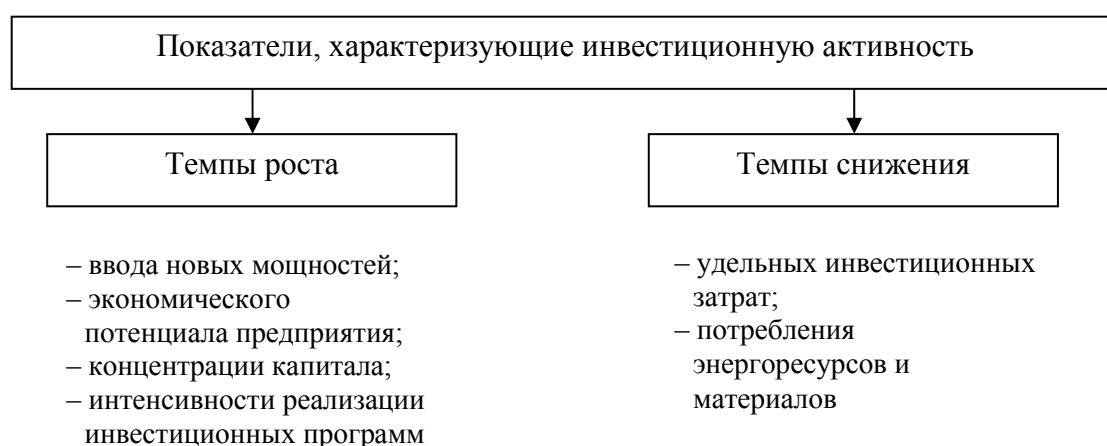 Показатели, характеризующие инвестиционную активность
Темпы роста
– ввода новых мощностей;
– экономического
потенциала предприятия;
– концентрации капитала;
– интенсивности реализации
инвестиционных программ
Темпы снижения
– удельных инвестиционных
затрат;
– потребления
энергоресурсов и
материалов